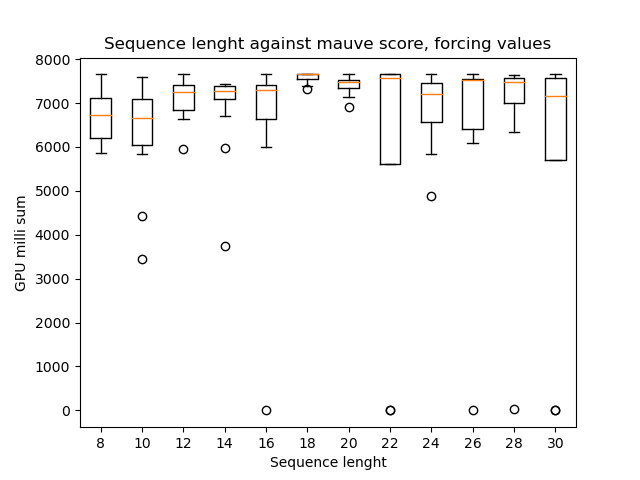 Sequence lenght against mauve score, forcing values
8000
7000
6000
5000
4000
3000
2000
1000
0
GPU milli sum
8 10 12 14 16 18 20 22 24 26 28 30
Sequence lenght